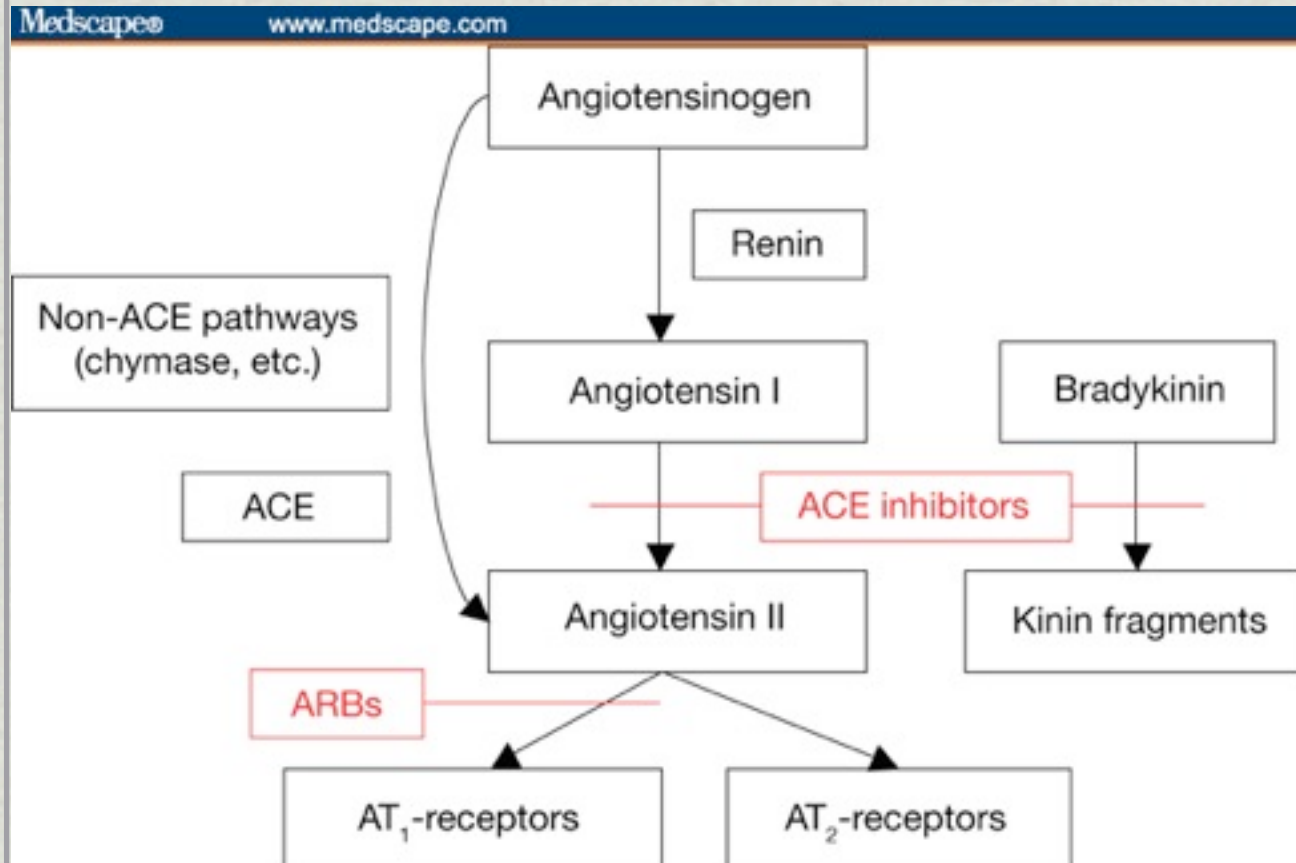 Medscape® www.medscape.com
Angiotensinogen
Renin
Non-ACE pathways
(chymase, etc.)
Angiotensin I
Bradykinin
ACE
ACE inhibitors
Angiotensin II
Kinin fragments
ARBs
AT₁-receptors
AT₂-receptors